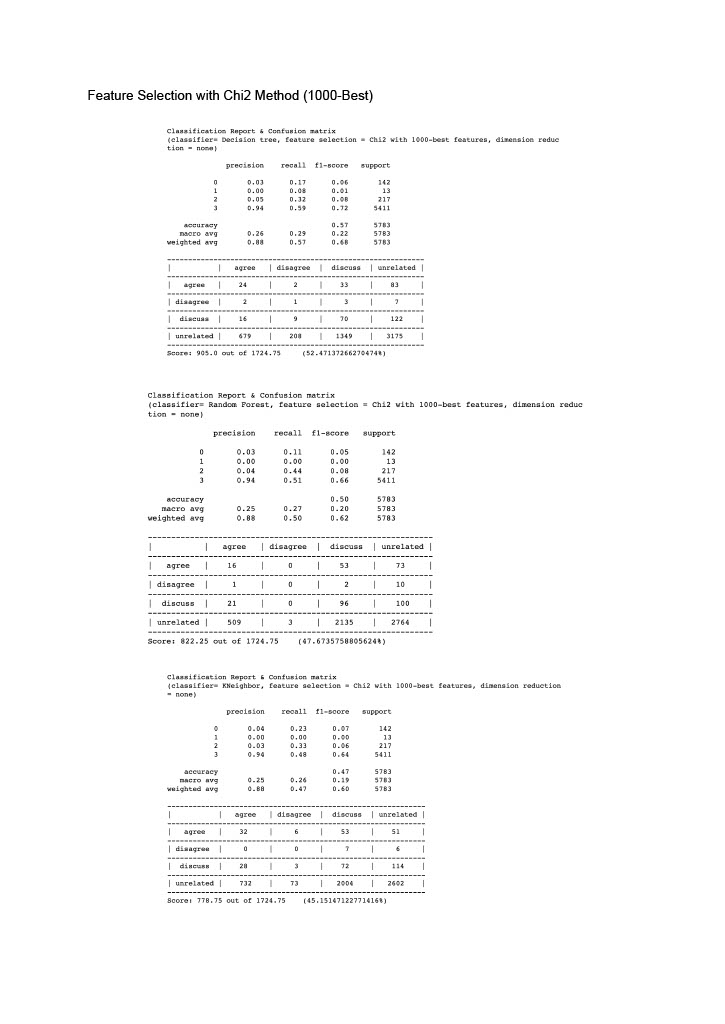 Feature Selection with Chi2 Method (1000-Best)
Classification Report & Confusion matrix
(classifier= Decision tree, feature selection = Chi2 with 1000-best features, dimension reduc
tion = none)
precision recall f1-score support
0 0.03 0.17 0.06 142
1 0.00 0.08 0.01 13
2 0.05 0.32 0.08 217
3 0.94 0.59 0.72 5411
accuracy 0.57 5783
macro avg 0.26 0.29 0.22 5783
weighted avg 0.88 0.57 0.68 5783
-------------------------------------------------------------
| | agree | disagree | discuss | unrelated |
-------------------------------------------------------------
| agree | 24 | 2 | 33 | 83 |
-------------------------------------------------------------
| disagree | 2 | 1 | 3 | 7 |
-------------------------------------------------------------
| discuss | 16 | 9 | 70 | 122 |
-------------------------------------------------------------
| unrelated | 679 | 208 | 1349 | 3175 |
-------------------------------------------------------------
Score: 905.0 out of 1724.75 (52.47137266270474%)
Classification Report & Confusion matrix
(classifier= Random Forest, feature selection = Chi2 with 1000-best features, dimension reduc
tion = none)
precision recall f1-score support
0 0.03 0.11 0.05 142
1 0.00 0.00 0.00 13
2 0.04 0.44 0.08 217
3 0.94 0.51 0.66 5411
accuracy 0.50 5783
macro avg 0.25 0.27 0.20 5783
weighted avg 0.88 0.50 0.62 5783
-------------------------------------------------------------
| | agree | disagree | discuss | unrelated |
-------------------------------------------------------------
| agree | 16 | 0 | 53 | 73 |
-------------------------------------------------------------
| disagree | 1 | 0 | 2 | 10 |
-------------------------------------------------------------
| discuss | 21 | 0 | 96 | 100 |
-------------------------------------------------------------
| unrelated | 509 | 3 | 2135 | 2764 |
-------------------------------------------------------------
Score: 822.25 out of 1724.75 (47.6735758805624%)
Classification Report & Confusion matrix
(classifier= KNeighbor, feature selection = Chi2 with 1000-best features, dimension reduction
= none)
precision recall f1-score support
0 0.04 0.23 0.07 142
1 0.00 0.00 0.00 13
2 0.03 0.33 0.06 217
3 0.94 0.48 0.64 5411
accuracy 0.47 5783
macro avg 0.25 0.26 0.19 5783
weighted avg 0.88 0.47 0.60 5783
-------------------------------------------------------------
| | agree | disagree | discuss | unrelated |
-------------------------------------------------------------
| agree | 32 | 6 | 53 | 51 |
-------------------------------------------------------------
| disagree | 0 | 0 | 7 | 6 |
-------------------------------------------------------------
| discuss | 28 | 3 | 72 | 114 |
-------------------------------------------------------------
| unrelated | 732 | 73 | 2004 | 2602 |
-------------------------------------------------------------
Score: 778.75 out of 1724.75 (45.15147122771416%)